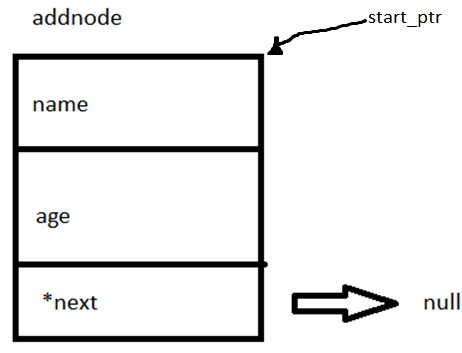 addnode
start_ptr
name
age
*next
null